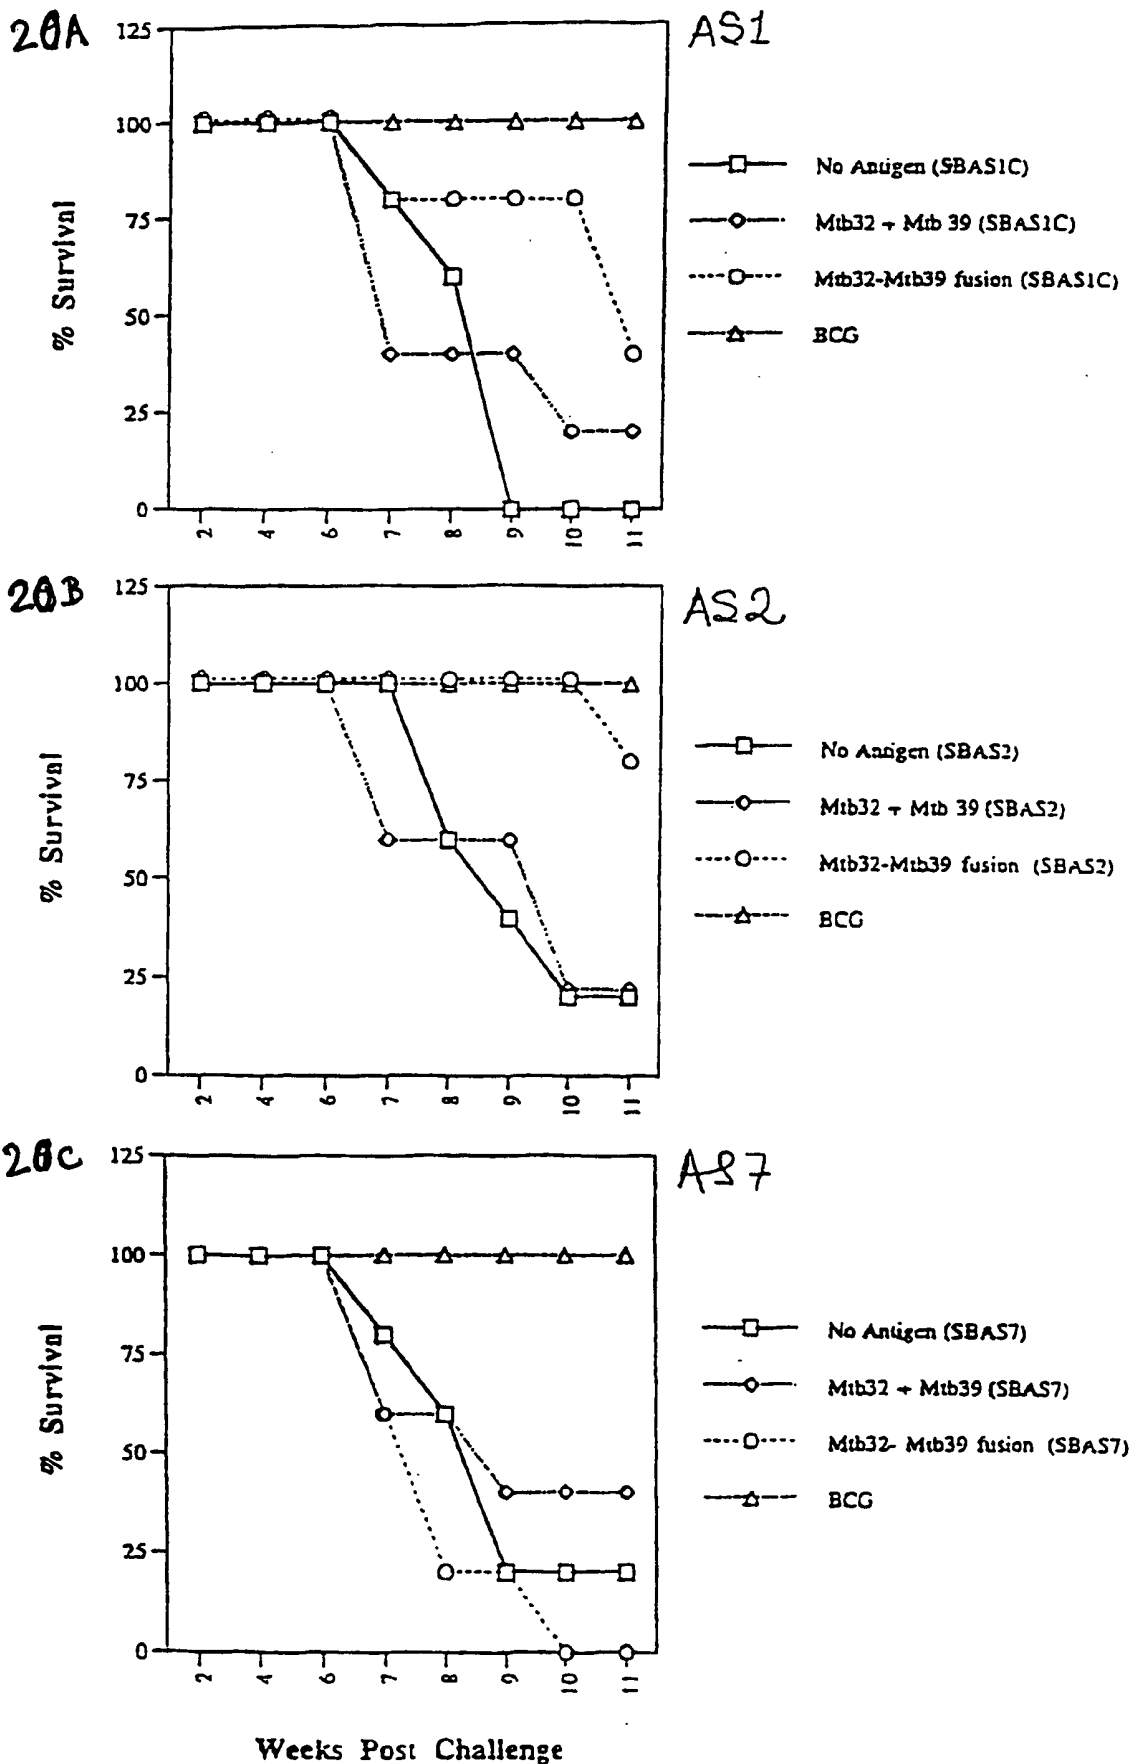 20A
AS1
125
100
75
50
25
0
% Survival
2 4 6 7 8 9 10 11
No Antigen (SBAS1C)
Mtb32 + Mtb 39 (SBAS1C)
Mtb32-Mtb39 fusion (SBAS1C)
BCG
20B
AS2
125
100
75
50
25
0
% Survival
2 4 6 7 8 9 10 11
No Antigen (SBAS2)
Mtb32 + Mtb 39 (SBAS2)
Mtb32-Mtb39 fusion (SBAS2)
BCG
20C
AS7
125
100
75
50
25
0
% Survival
2 4 6 7 8 9 10 11
No Antigen (SBAS7)
Mtb32 + Mtb39 (SBAS7)
Mtb32- Mtb39 fusion (SBAS7)
BCG
Weeks Post Challenge